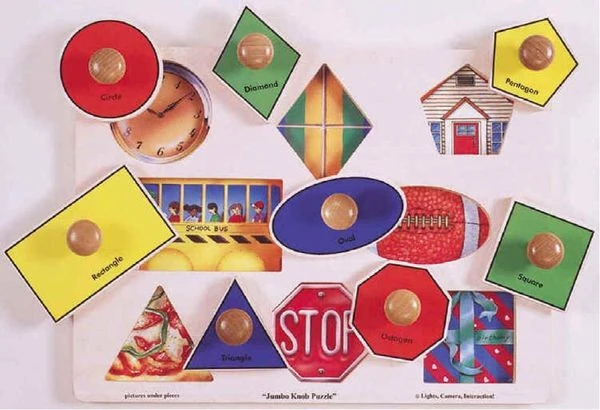 Circle
Diamond
Pentagon
SCHOOL BUS
Rectangle
Oval
Square
Triangle
STOP
Octagon
Birthday
pictures under pieces
"Jumbo Knob Puzzle"
© Lights, Camera, Interaction!